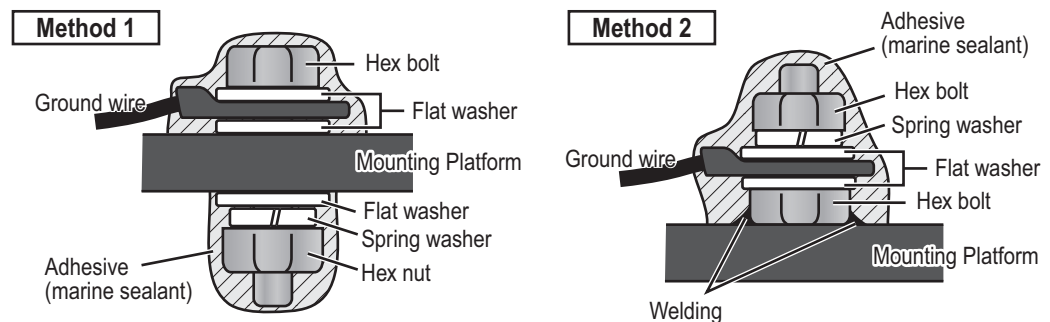 Method 1
Hex bolt
Ground wire
Flat washer
Mounting Platform
Flat washer
Spring washer
Hex nut
Adhesive
(marine sealant)
Method 2
Adhesive
(marine sealant)
Hex bolt
Spring washer
Ground wire
Flat washer
Hex bolt
Mounting Platform
Welding